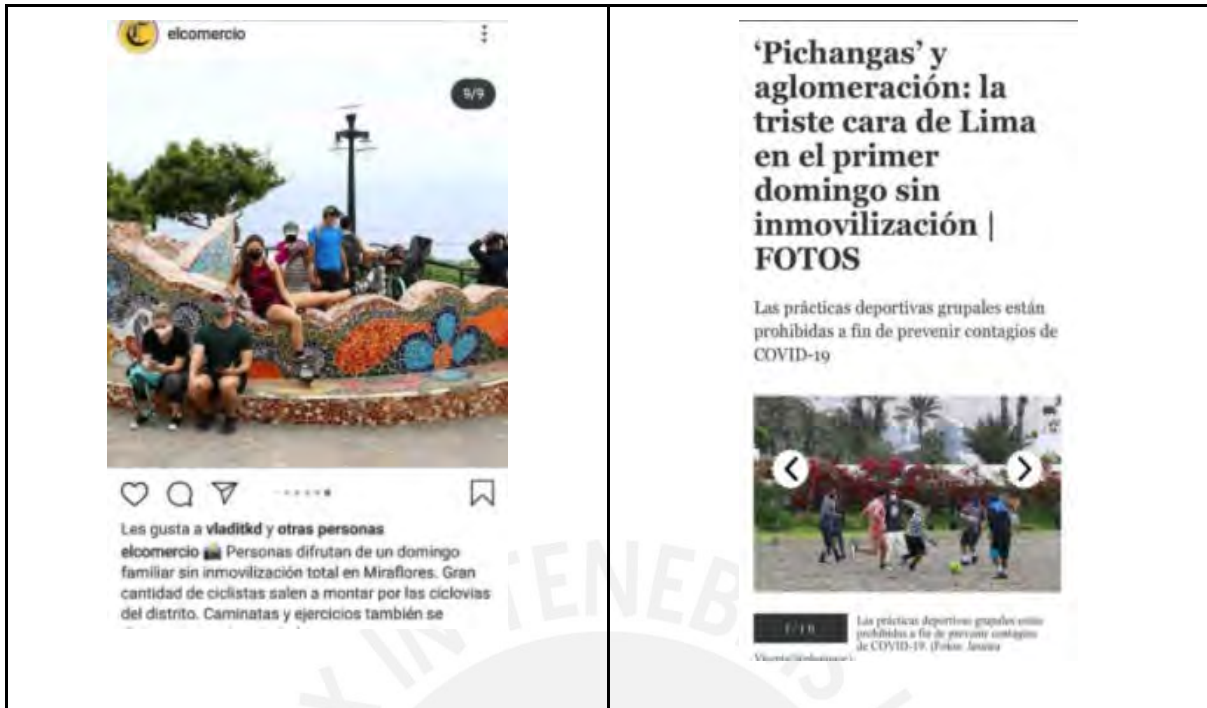 elcomercio
9/9
Les gusta a vladitkd y otras personas
elcomercio 📸 Personas difrutan de un domingo
familiar sin inmovilización total en Miraflores. Gran
cantidad de ciclistas salen a montar por las ciclovias
del distrito. Caminatas y ejercicios también se
‘Pichangas’ y
aglomeración: la
triste cara de Lima
en el primer
domingo sin
inmovilización |
FOTOS
Las prácticas deportivas grupales están
prohibidas a fin de prevenir contagios de
COVID-19
Las prácticas deportivas grupales están
prohibidas a fin de prevenir contagios
de COVID-19. (Fotos:
TENEB